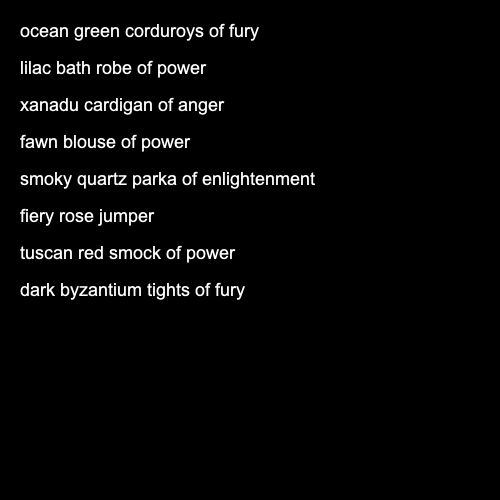 ocean green corduroys of fury
lilac bath robe of power
xanadu cardigan of anger
fawn blouse of power
smoky quartz parka of enlightenment
fiery rose jumper
tuscan red smock of power
dark byzantium tights of fury